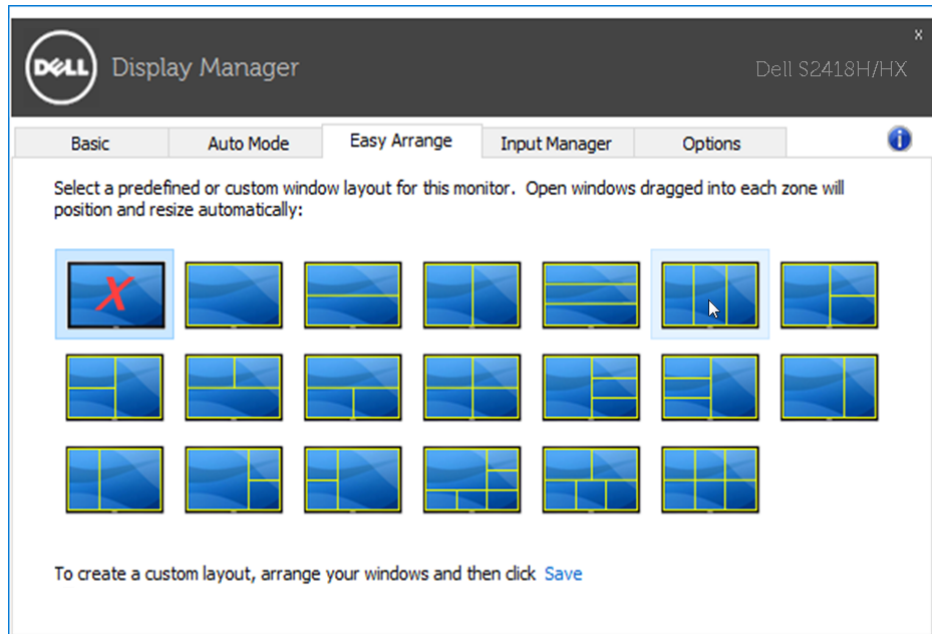 X
DELL
Display Manager
Dell S2418H/HX
Basic
Auto Mode
Easy Arrange
Input Manager
Options
i
Select a predefined or custom window layout for this monitor. Open windows dragged into each zone will
position and resize automatically:
X
To create a custom layout, arrange your windows and then click Save